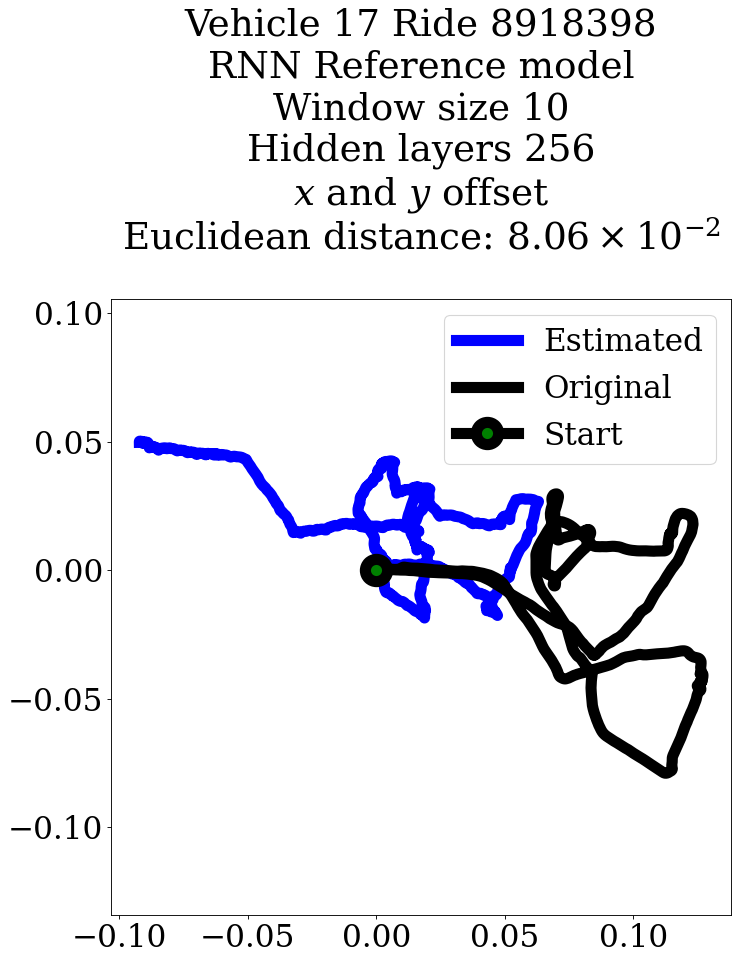 Vehicle 17 Ride 8918398
RNN Reference model
Window size 10
Hidden layers 256
x and y offset
Euclidean distance: 8.06 × 10⁻²
0.10
0.05
0.00
−0.05
−0.10
Estimated
Original
Start
−0.10 −0.05 0.00 0.05 0.10